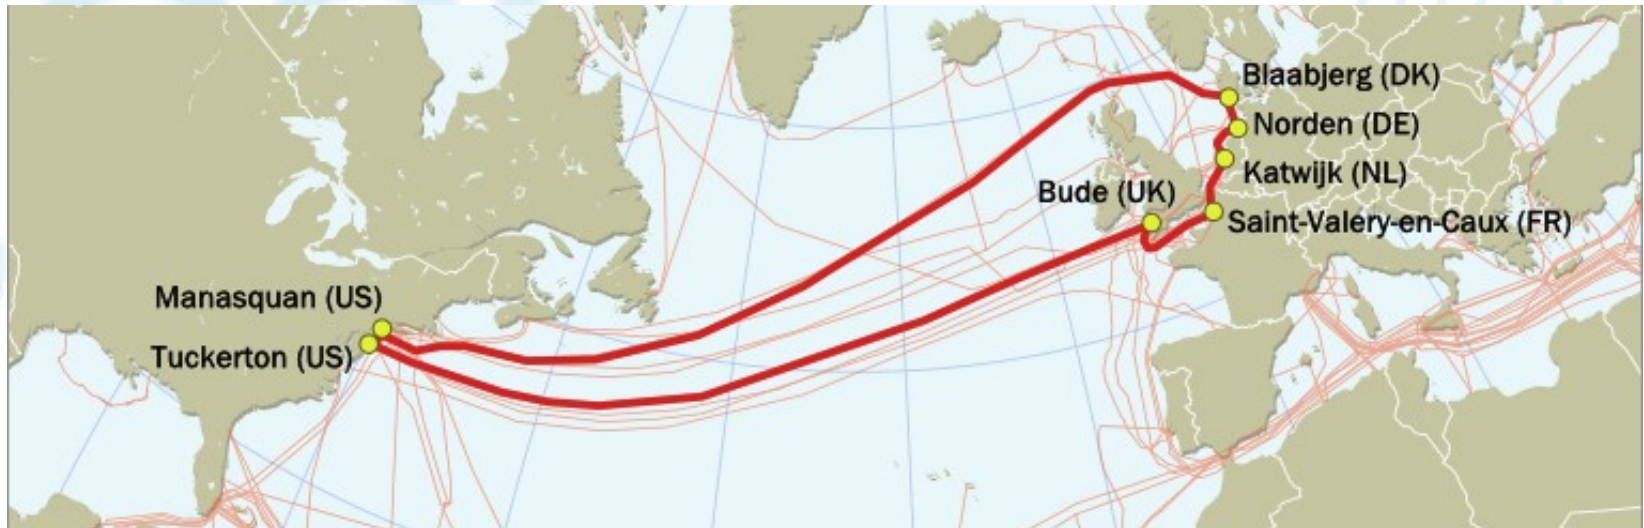 Blaabjerg (DK)
Norden (DE)
Katwijk (NL)
Bude (UK)
Saint-Valery-en-Caux (FR)
Manasquan (US)
Tuckerton (US)